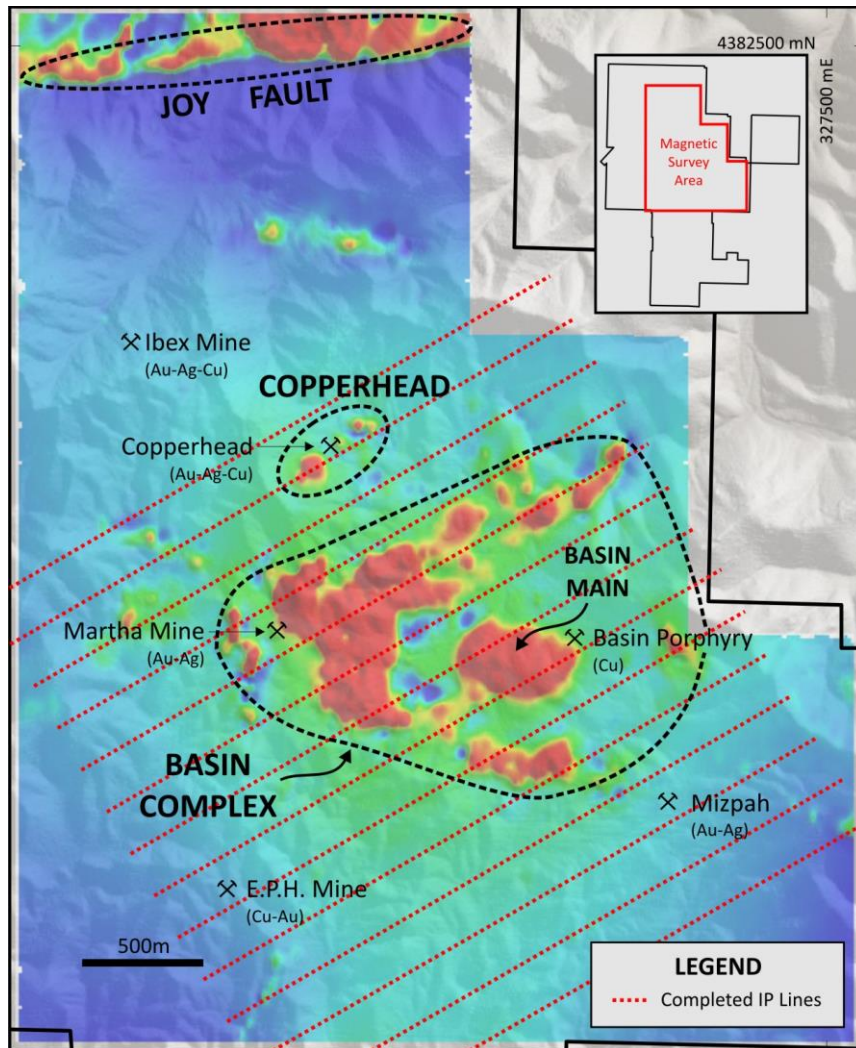 JOY FAULT
4382500 mN
327500 mE
Magnetic
Survey
Area
Ibex Mine
(Au-Ag-Cu)
COPPERHEAD
Copperhead
(Au-Ag-Cu)
BASIN
MAIN
Martha Mine
(Au-Ag)
Basin Porphyry
(Cu)
BASIN
COMPLEX
Mizpah
(Au-Ag)
E.P.H. Mine
(Cu-Au)
500m
LEGEND
Completed IP Lines